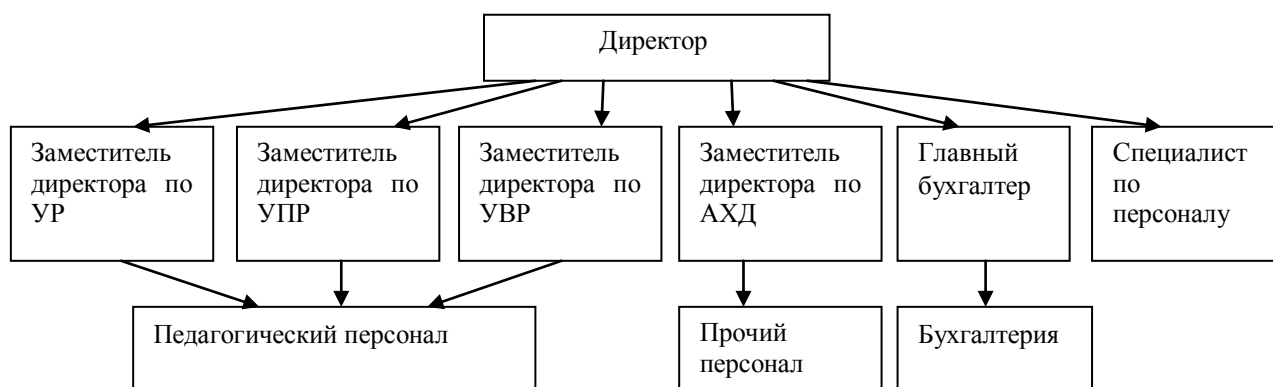 Директор
Заместитель
директора по
УР
Заместитель
директора по
УПР
Заместитель
директора по
УВР
Заместитель
директора по
АХД
Главный
бухгалтер
Специалист
по
персоналу
Педагогический персонал
Прочий
персонал
Бухгалтерия